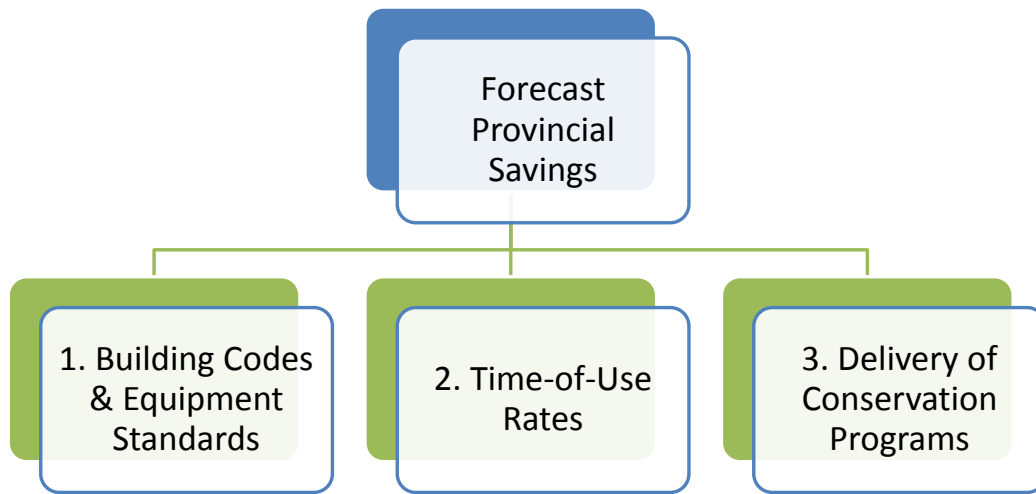 Forecast
Provincial
Savings
1. Building Codes
& Equipment
Standards
2. Time-of-Use
Rates
3. Delivery of
Conservation
Programs